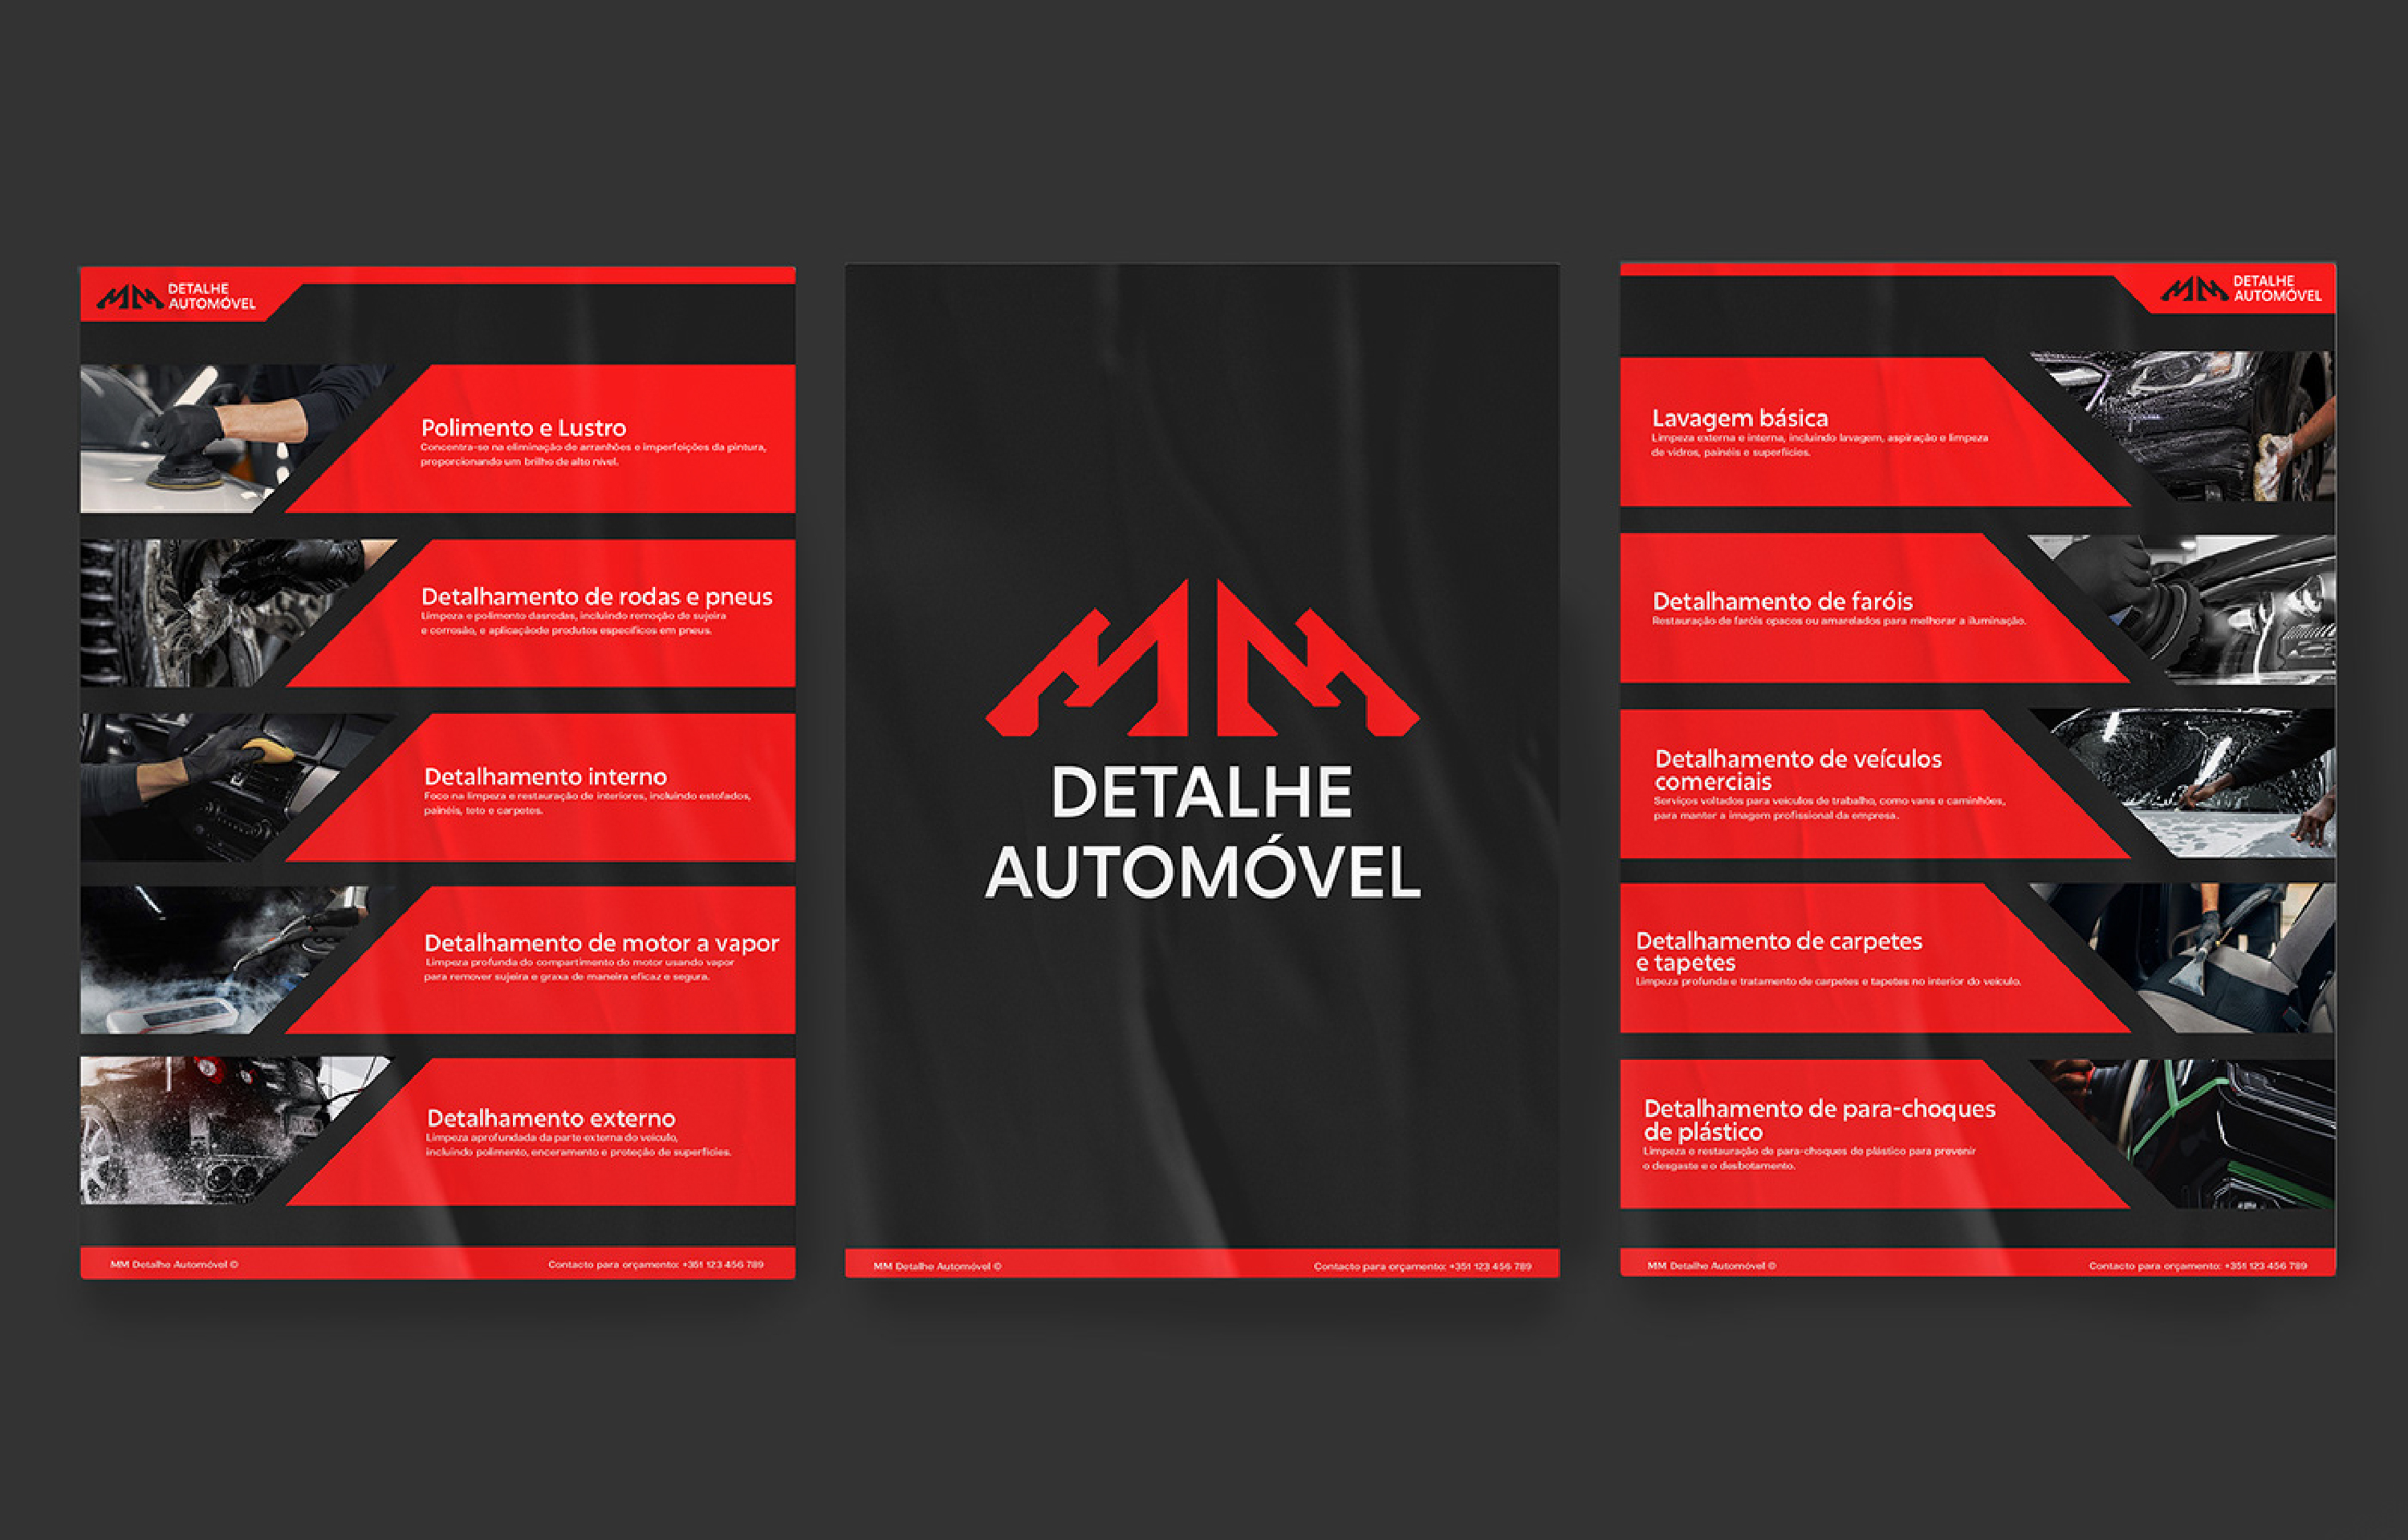 MM DETALHE
AUTOMÓVEL
Polimento e Lustro
Concentra-se na eliminação de arranhões e imperfeições da pintura,
proporcionando um brilho de alto nível.
Detalhamento de rodas e pneus
Limpeza e polimento dasrodas, incluindo remoção de sujeira
e corrosão, e aplicaçãode produtos específicos em pneus.
Detalhamento interno
Foco na limpeza e restauração de interiores, incluindo estofados,
painéis, teto e carpetes.
Detalhamento de motor a vapor
Limpeza profunda do compartimento do motor usando vapor
para remover sujeira e graxa de maneira eficaz e segura.
Detalhamento externo
Limpeza aprofundada da parte externa do veículo,
incluindo polimento, enceramento e proteção de superfícies.
MM Detalhe Automóvel ©
Contacto para orçamento: +351 123 456 789
MM
DETALHE
AUTOMÓVEL
MM Detalhe Automóvel ©
Contacto para orçamento: +351 123 456 789
MM DETALHE
AUTOMÓVEL
Lavagem básica
Limpeza externa e interna, incluindo lavagem, aspiração e limpeza
de vidros, painéis e superfícies.
Detalhamento de faróis
Restauração de faróis opacos ou amarelados para melhorar a iluminação.
Detalhamento de veículos
comerciais
Serviços voltados para veículos de trabalho, como vans e caminhões,
para manter a imagem profissional da empresa.
Detalhamento de carpetes
e tapetes
Limpeza profunda e tratamento de carpetes e tapetes no interior do veículo.
Detalhamento de para-choques
de plástico
Limpeza e restauração de para-choques de plástico para prevenir
o desgaste e o desbotamento.
MM Detalhe Automóvel ©
Contacto para orçamento: +351 123 456 789